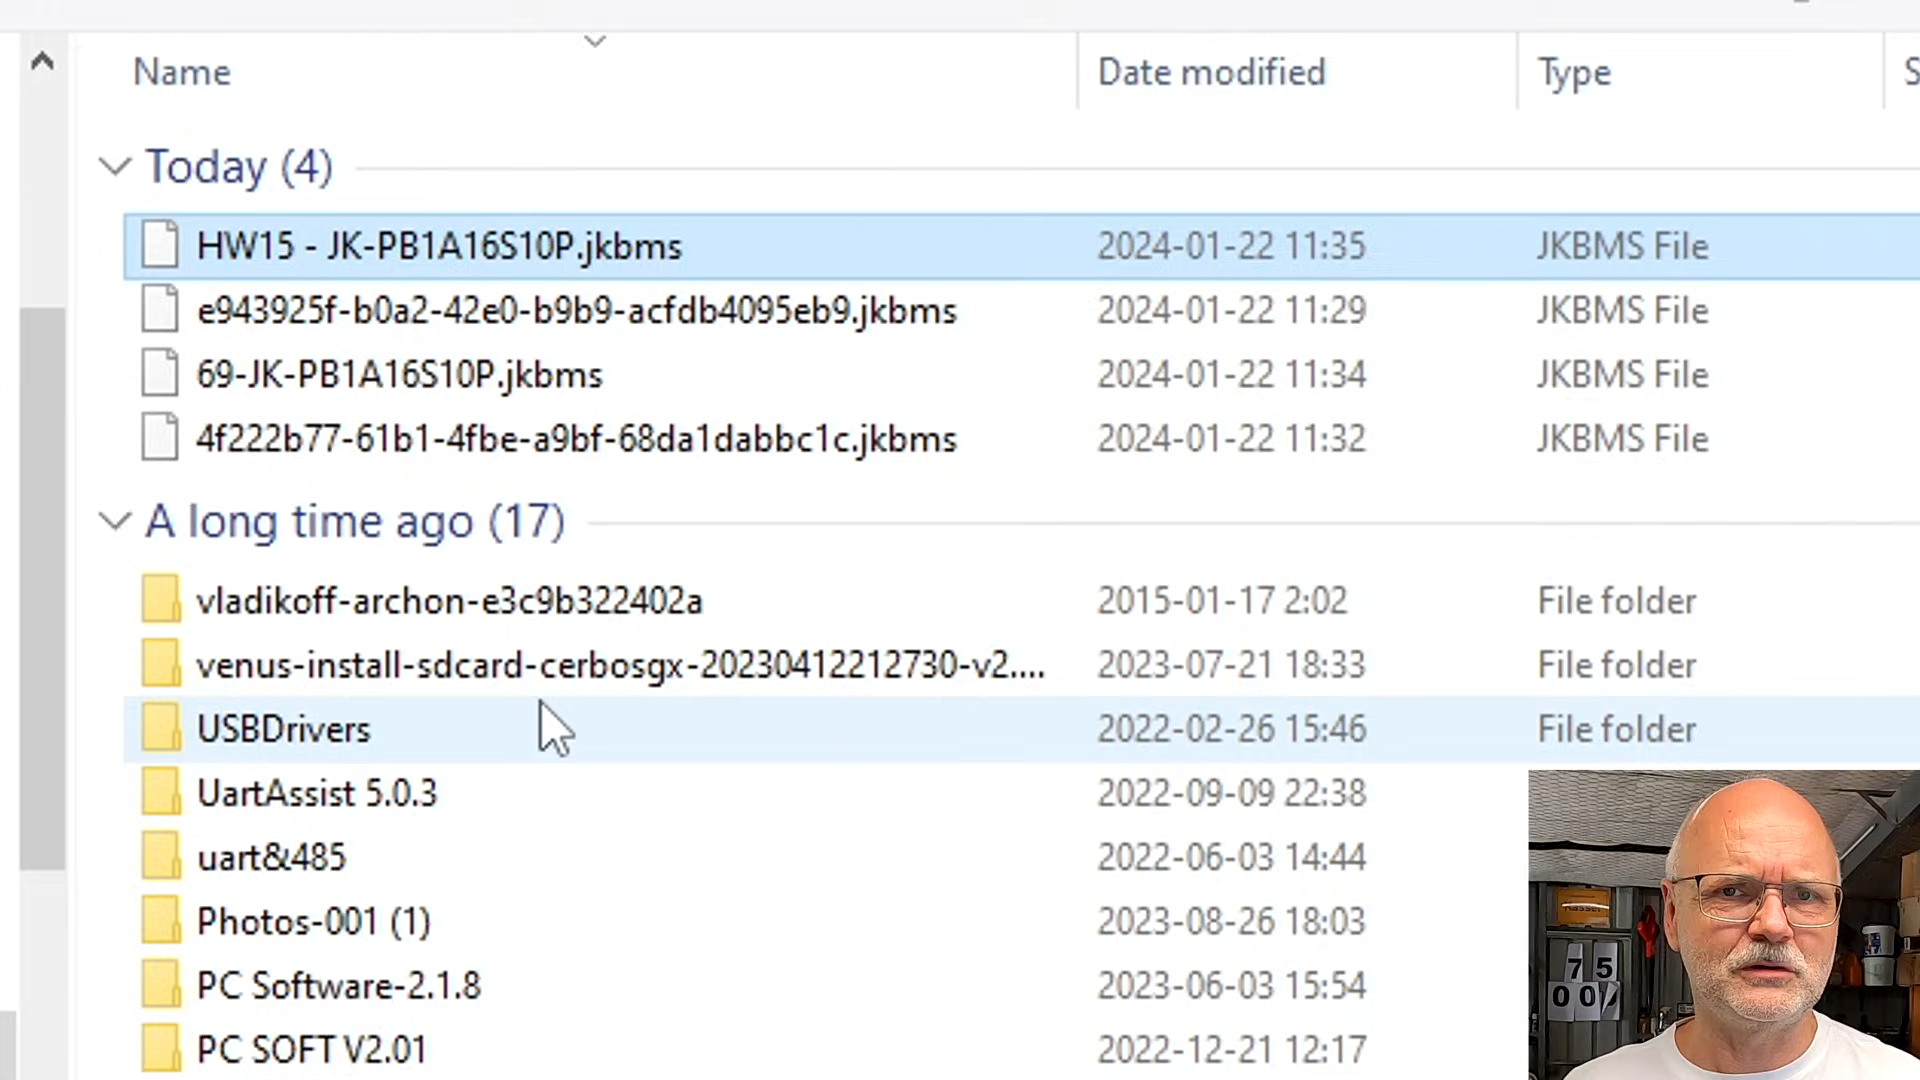 Name Date modified Type S
Today (4)
HW15 - JK-PB1A16S10P.jkbms 2024-01-22 11:35 JKBMS File
e943925f-b0a2-42e0-b9b9-acfdb4095eb9.jkbms 2024-01-22 11:29 JKBMS File
69-JK-PB1A16S10P.jkbms 2024-01-22 11:34 JKBMS File
4f222b77-61b1-4fbe-a9bf-68da1dabbc1c.jkbms 2024-01-22 11:32 JKBMS File
A long time ago (17)
vladikoff-archon-e3c9b322402a 2015-01-17 2:02 File folder
venus-install-sdcard-cerbosgx-20230412212730-v2.... 2023-07-21 18:33 File folder
USBDrivers 2022-02-26 15:46 File folder
UartAssist 5.0.3 2022-09-09 22:38
uart&485 2022-06-03 14:44
Photos-001 (1) 2023-08-26 18:03
PC Software-2.1.8 2023-06-03 15:54
PC SOFT V2.01 2022-12-21 12:17
75
00